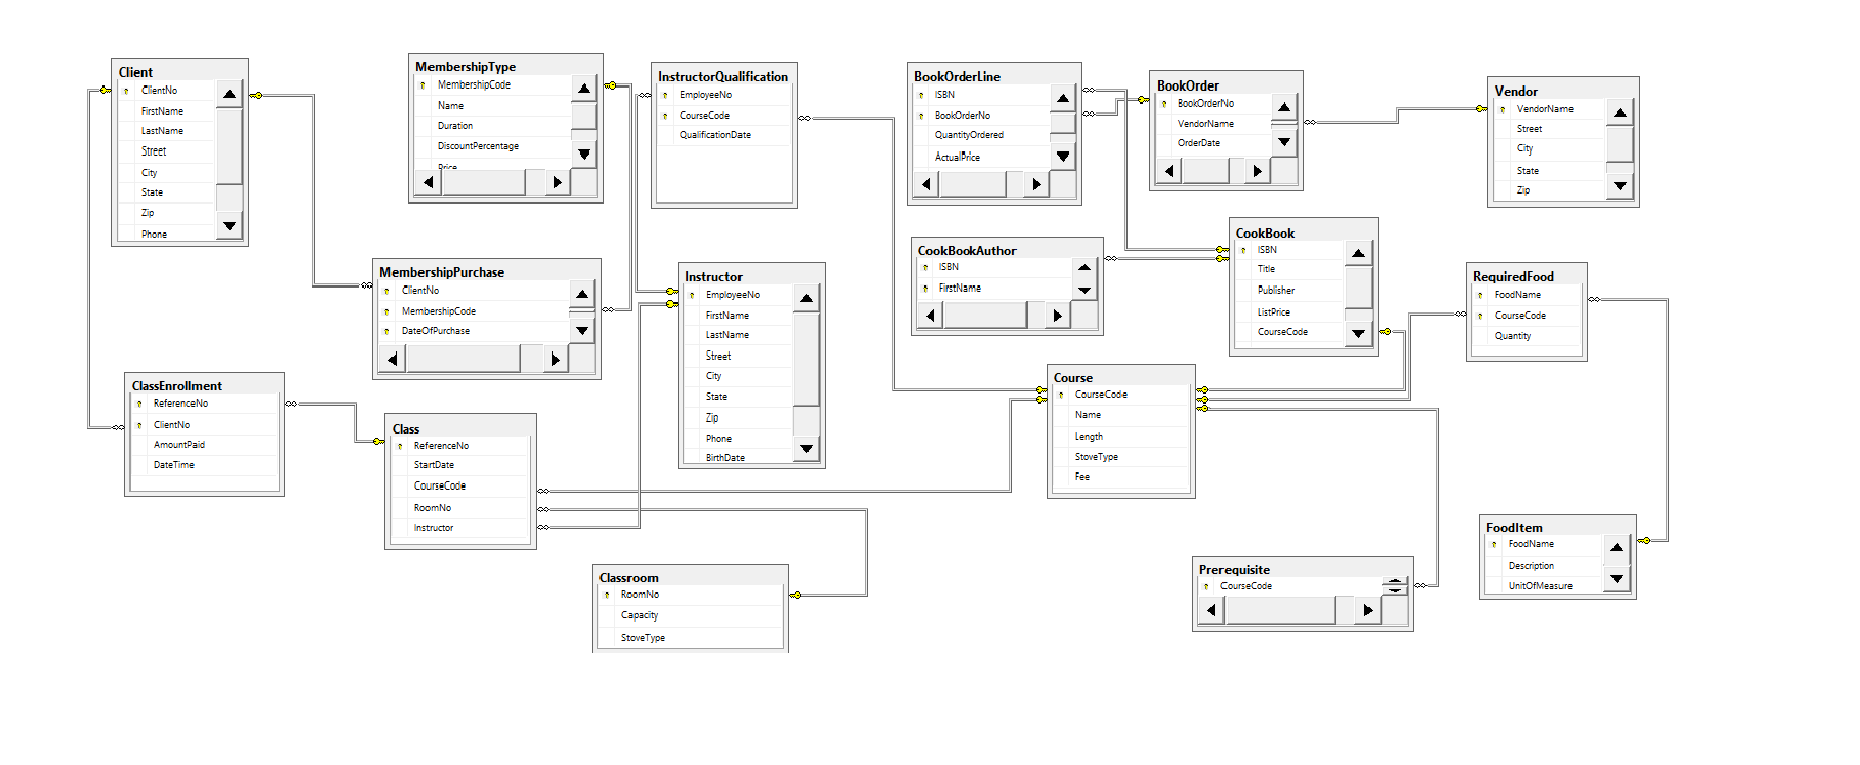 Client
ClientNo
FirstName
LastName
Street
City
State
Zip
Phone
MembershipType
MembershipCode
Name
Duration
DiscountPercentage
Price
InstructorQualification
EmployeeNo
CourseCode
QualificationDate
BookOrderLine
ISBN
BookOrderNo
QuantityOrdered
ActualPrice
BookOrder
BookOrderNo
VendorName
OrderDate
Vendor
VendorName
Street
City
State
Zip
MembershipPurchase
ClientNo
MembershipCode
DateOfPurchase
Instructor
EmployeeNo
FirstName
LastName
Street
City
State
Zip
Phone
BirthDate
CookBookAuthor
ISBN
FirstName
CookBook
ISBN
Title
Publisher
ListPrice
CourseCode
RequiredFood
FoodName
CourseCode
Quantity
ClassEnrollment
ReferenceNo
ClientNo
AmountPaid
DateTime
Class
ReferenceNo
StartDate
CourseCode
RoomNo
Instructor
Course
CourseCode
Name
Length
StoveType
Fee
Classroom
RoomNo
Capacity
StoveType
Prerequisite
CourseCode
FoodItem
FoodName
Description
UnitOfMeasure